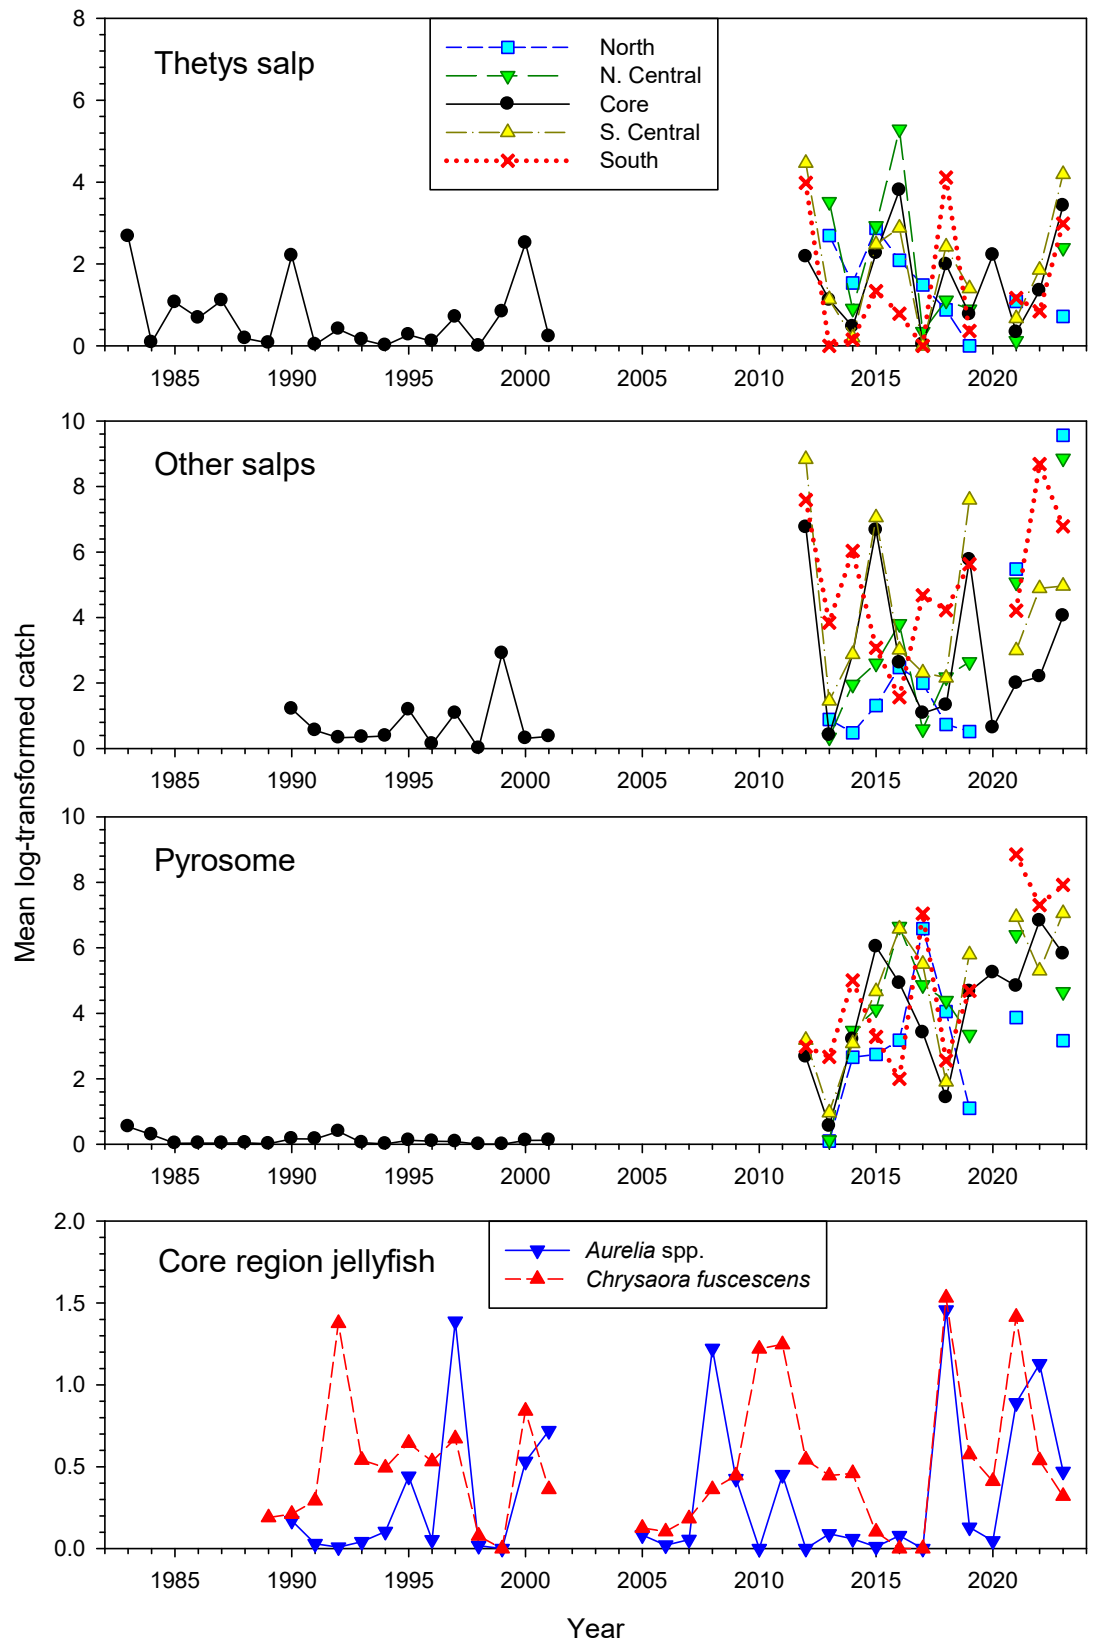 Mean log-transformed catch
8
6
4
2
0
Thetys salp
North
N. Central
Core
S. Central
South
1985 1990 1995 2000 2005 2010 2015 2020
10
8
6
4
2
0
Other salps
1985 1990 1995 2000 2005 2010 2015 2020
10
8
6
4
2
0
Pyrosome
1985 1990 1995 2000 2005 2010 2015 2020
2.0
1.5
1.0
0.5
0.0
Core region jellyfish
Aurelia spp.
Chrysaora fuscescens
1985 1990 1995 2000 2005 2010 2015 2020
Year